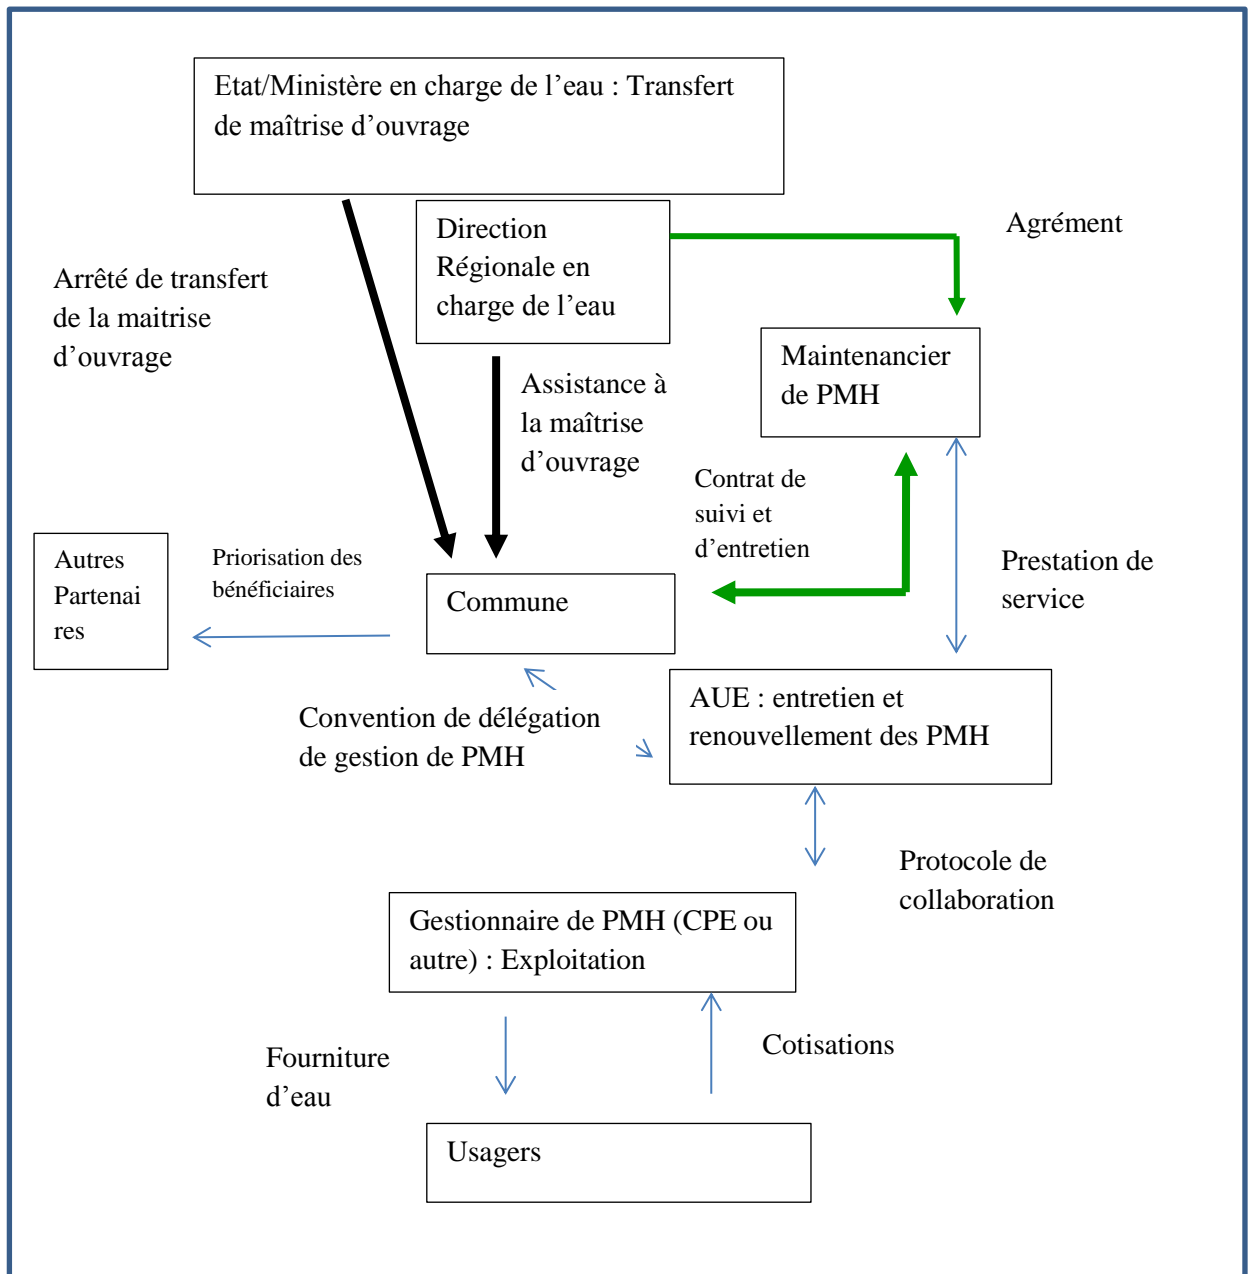 Etat/Ministère en charge de l’eau : Transfert
de maîtrise d’ouvrage
Direction
Régionale en
charge de l’eau
Agrément
Arrêté de transfert
de la maitrise
d’ouvrage
Maintenancier
de PMH
Assistance à
la maîtrise
d’ouvrage
Contrat de
suivi et
d’entretien
Autres
Partenai
res
Priorisation des
bénéficiaires
Commune
Prestation de
service
Convention de délégation
de gestion de PMH
AUE : entretien et
renouvellement des PMH
Protocole de
collaboration
Gestionnaire de PMH (CPE ou
autre) : Exploitation
Fourniture
d’eau
Cotisations
Usagers